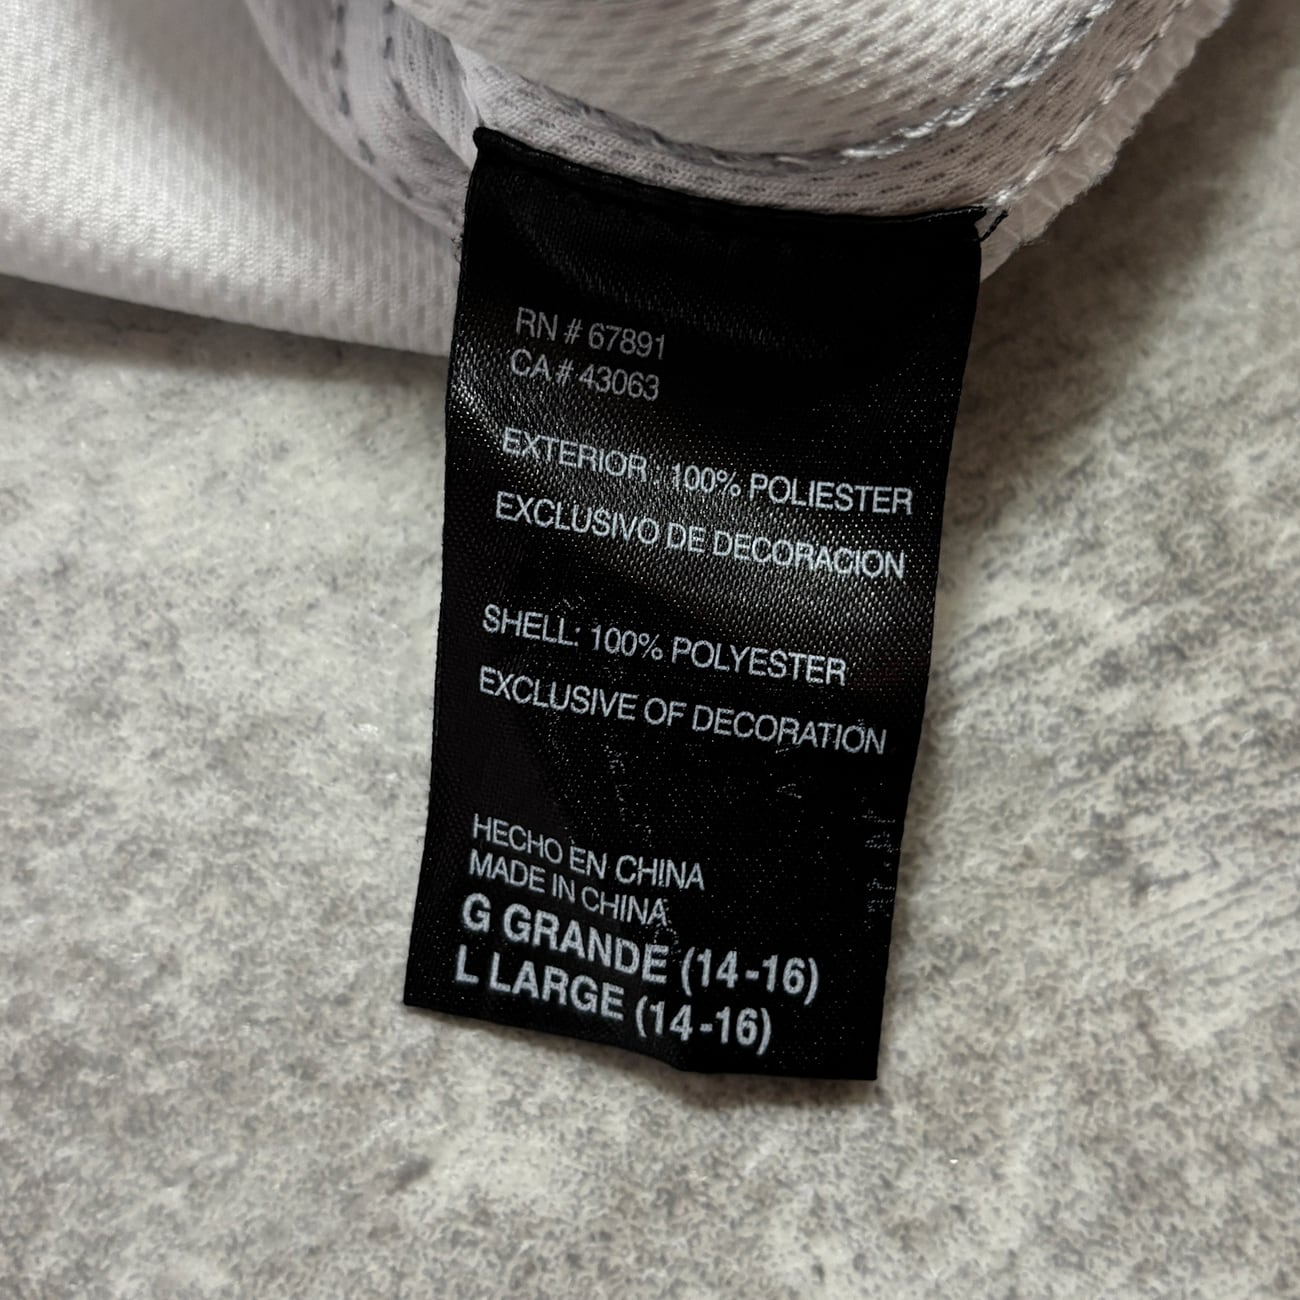 RN # 67891
CA # 43063
EXTERIOR : 100% POLIESTER
EXCLUSIVO DE DECORACION
SHELL: 100% POLYESTER
EXCLUSIVE OF DECORATION
HECHO EN CHINA
MADE IN CHINA
G GRANDE (14-16)
L LARGE (14-16)